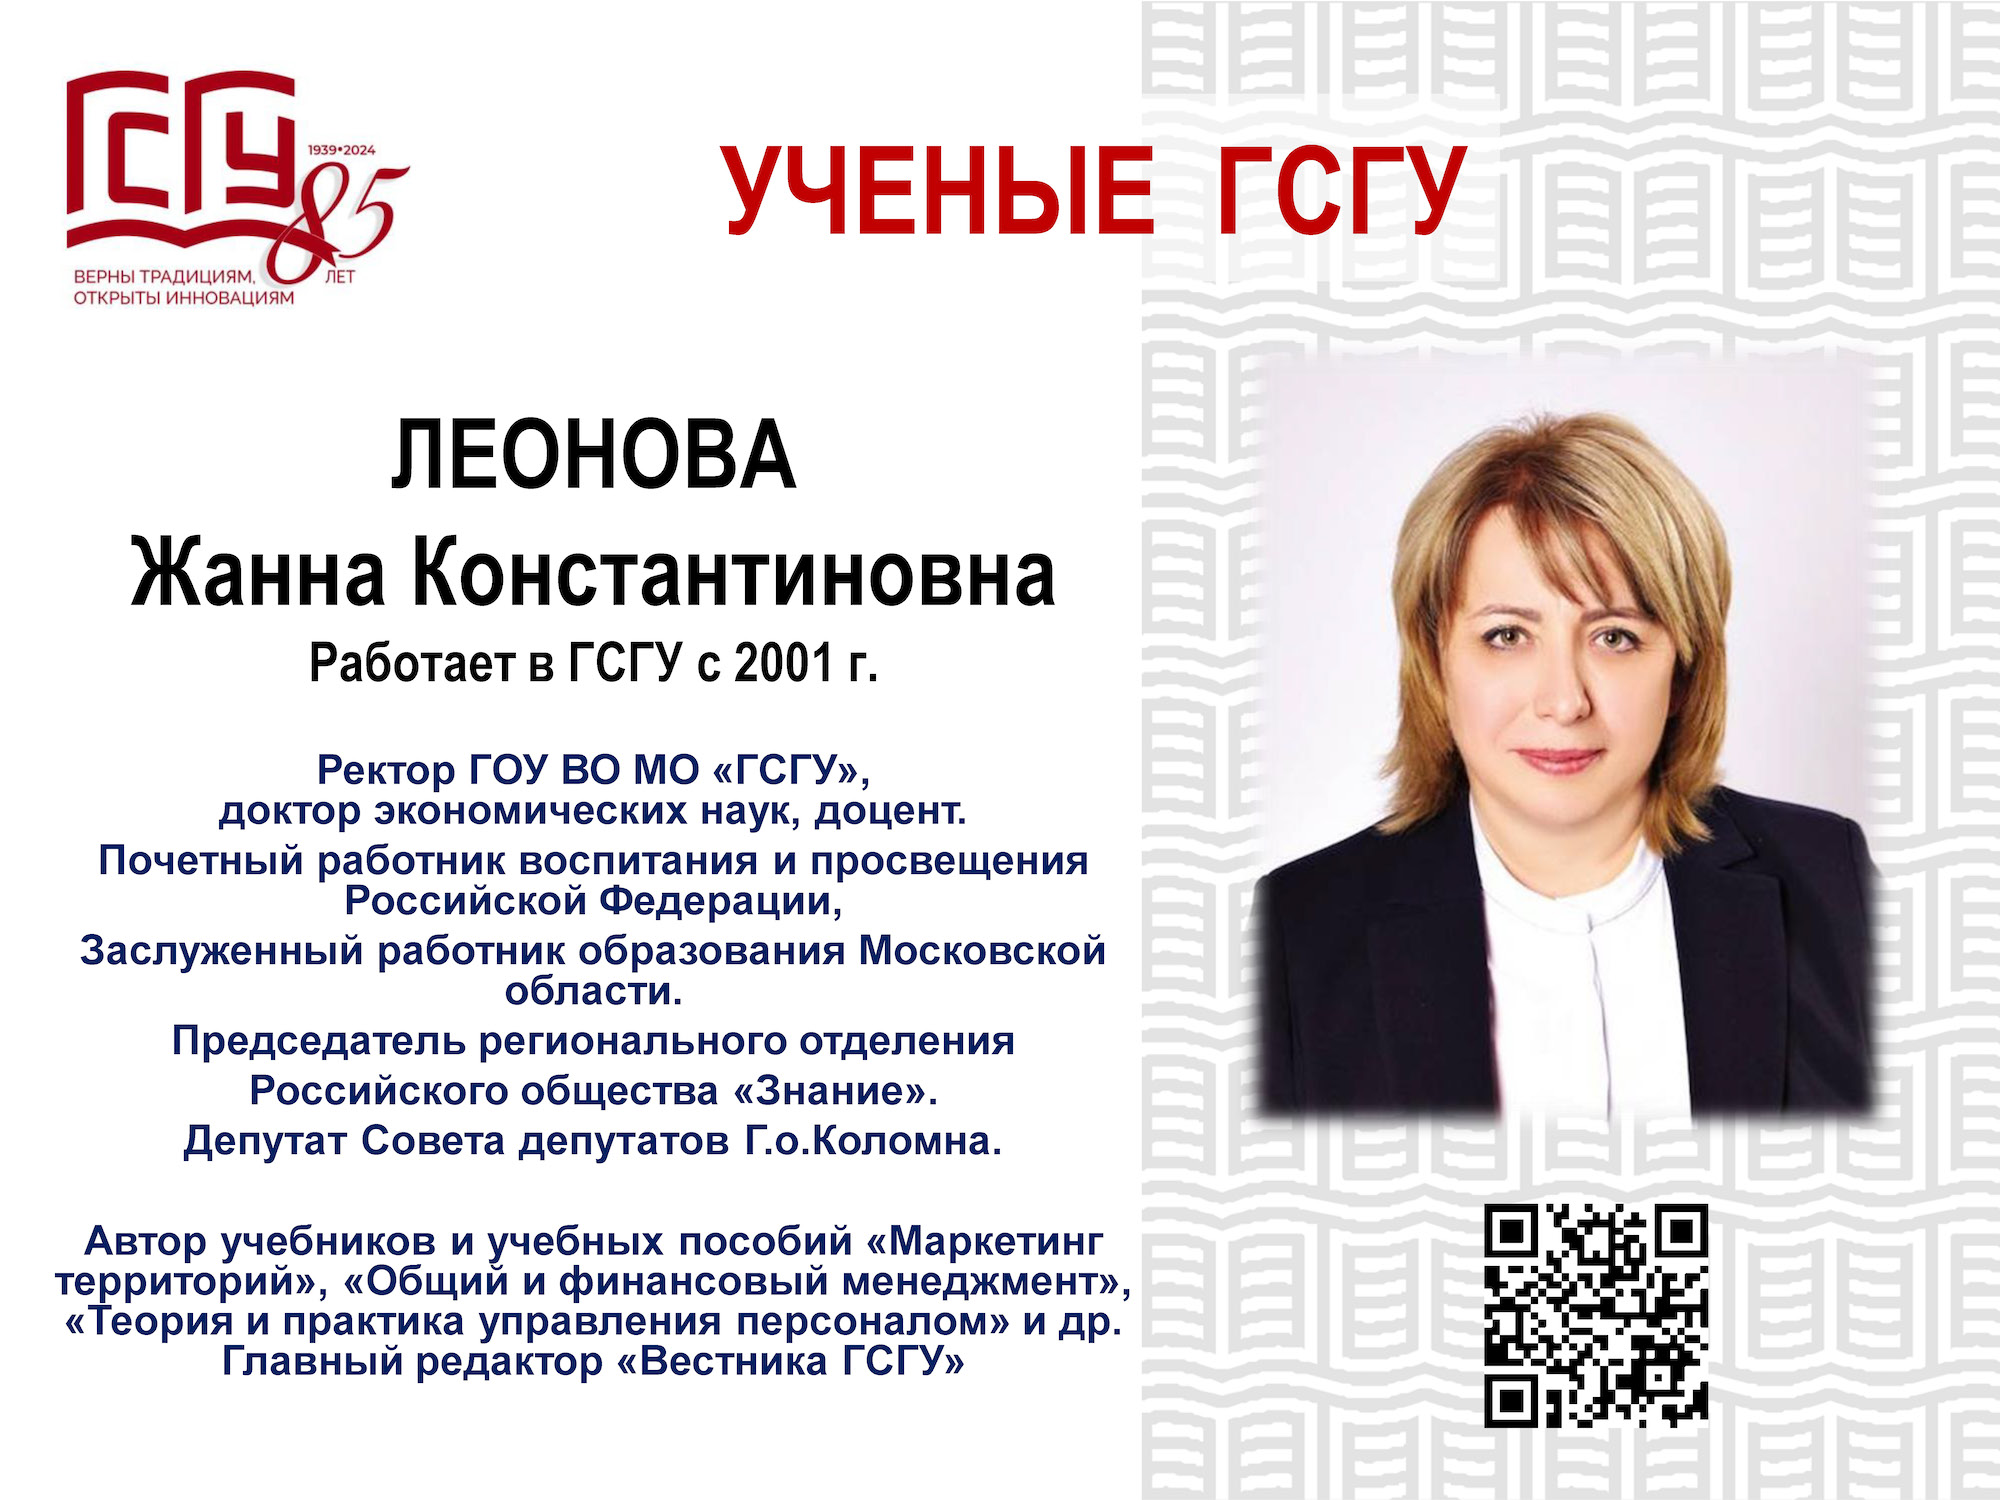 ГСГУ
1939•2024
85
ВЕРНЫ ТРАДИЦИЯМ, ЛЕТ
ОТКРЫТЫ ИННОВАЦИЯМ
УЧЕНЫЕ ГСГУ
ЛЕОНОВА
Жанна Константиновна
Работает в ГСГУ с 2001 г.
Ректор ГОУ ВО МО «ГСГУ»,
доктор экономических наук, доцент.
Почетный работник воспитания и просвещения
Российской Федерации,
Заслуженный работник образования Московской
области.
Председатель регионального отделения
Российского общества «Знание».
Депутат Совета депутатов Г.о.Коломна.
Автор учебников и учебных пособий «Маркетинг
территорий», «Общий и финансовый менеджмент»,
«Теория и практика управления персоналом» и др.
Главный редактор «Вестника ГСГУ»